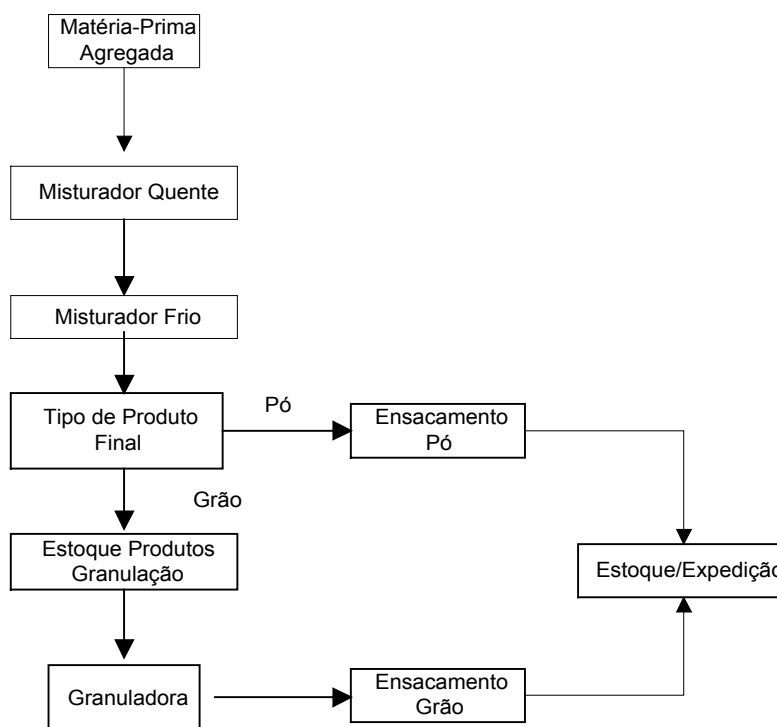 Matéria-Prima
Agregada
Misturador Quente
Misturador Frio
Tipo de Produto
Final
Pó
Ensacamento
Pó
Grão
Estoque Produtos
Granulação
Estoque/Expedição
Granuladora
Ensacamento
Grão